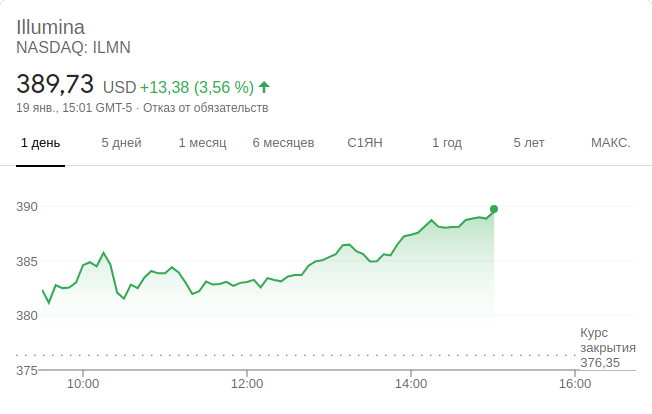 Illumina
NASDAQ: ILMN
389,73 USD +13,38 (3,56 %)
19 янв., 15:01 GMT-5 · Отказ от обязательств
1 день 5 дней 1 месяц 6 месяцев С1ЯН 1 год 5 лет МАКС.
390
385
380
Курс
закрытия
376,35
375
10:00 12:00 14:00 16:00